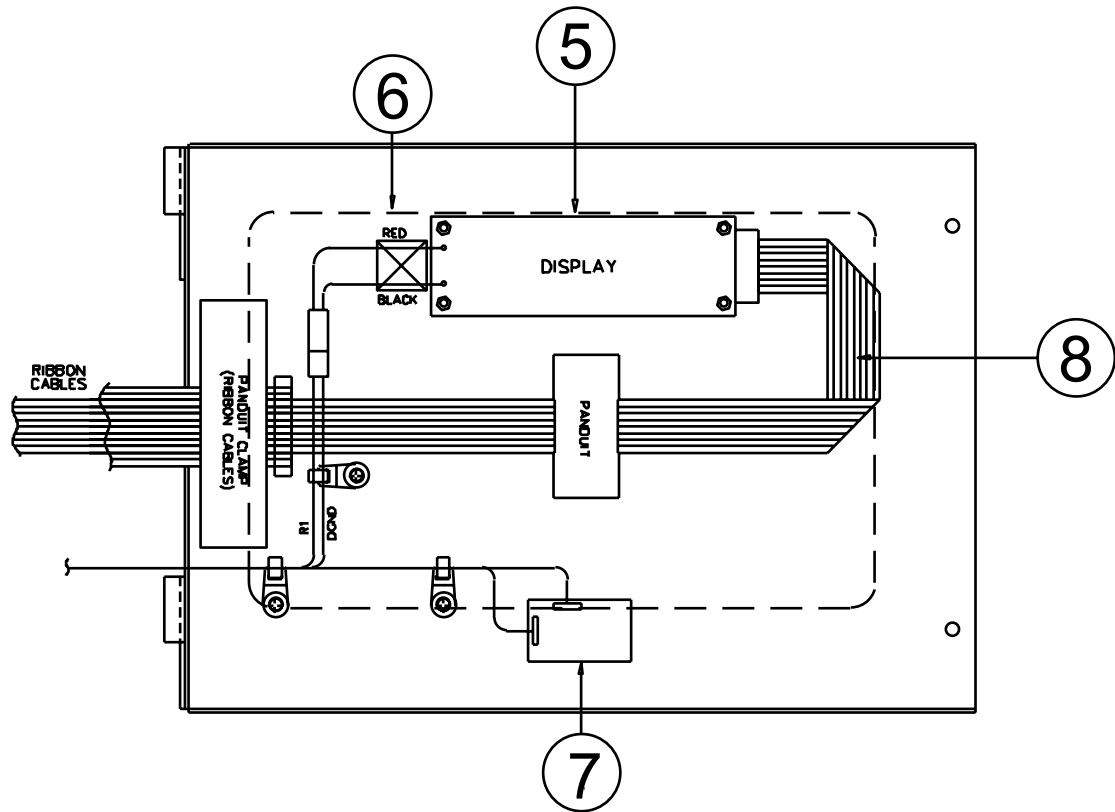 5
6
RED
DISPLAY
BLACK
8
RIBBON
CABLES
PANDUIT CLAMP
(RIBBON CABLES)
PANDUIT
R1
DGND
7